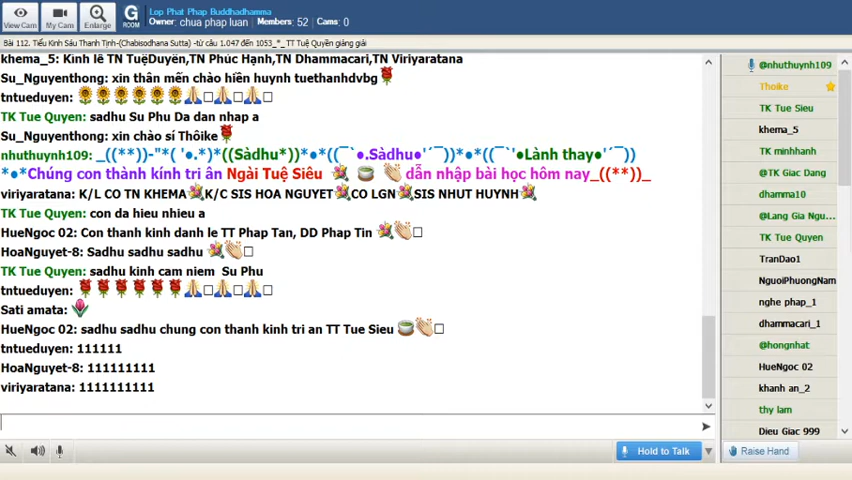 View Cam
My Cam
Enlarge
G
ROOM
Lop Phat Phap Buddhadhamma
Owner: chua phap luan Members: 52 Cams: 0
Bài 112. Tiểu Kinh Sáu Thanh Tịnh-(Chabisodhana Sutta) -từ câu 1.047 đến 1053_*_ TT Tuệ Quyền giảng giải
khema_5: Kính lễ TN TuệDuyến,TN Phúc Hạnh,TN Dhammacari,TN Viriyaratana
Su_Nguyenthong: xin thân mến chào hiền huynh tuethanhdvbg🌹
tntueduyen: 🌻🌻🌻🌻🌻🌻🙏□🙏□🙏□
TK Tue Quyen: sadhu Su Phu Da dan nhap a
Su_Nguyenthong: xin chào sí Thôike🌹
nhuthuynh109: _((**))-"*( '●.*)*((Sàdhu*))*●*((¯`●.Sàdhu●'´¯))*●*((¯`'●Lành thay●'´¯))
*●*Chúng con thành kính tri ân Ngài Tuệ Siêu 💐 🍵 👏 dẫn nhập bài học hôm nay_((**))_
viriyaratana: K/L CO TN KHEMA💐K/C SIS HOA NGUYET💐CO LGN💐SIS NHUT HUYNH💐
TK Tue Quyen: con da hieu nhieu a
HueNgoc 02: Con thanh kinh danh le TT Phap Tan, DD Phap Tin 💐👏□
HoaNguyet-8: Sadhu sadhu sadhu 💐👏□
TK Tue Quyen: sadhu kinh cam niem Su Phu
tntueduyen: 🌹🌹🌹🌹🌹🌹🙏□🙏□🙏□
Sati amata: 🌷
HueNgoc 02: sadhu sadhu chung con thanh kinh tri an TT Tue Sieu 🍵👏□
tntueduyen: 111111
HoaNguyet-8: 111111111
viriyaratana: 1111111111
Hold to Talk
@nhuthuynh109
Thoike
TK Tue Sieu
khema_5
TK minhhanh
@TK Giac Dang
dhamma10
@Lang Gia Ngu...
TK Tue Quyen
TranDao1
NguoiPhuongNam
nghe phap_1
dhammacari_1
@hongnhat
HueNgoc 02
khanh an_2
thy lam
Dieu Giac 999
Raise Hand